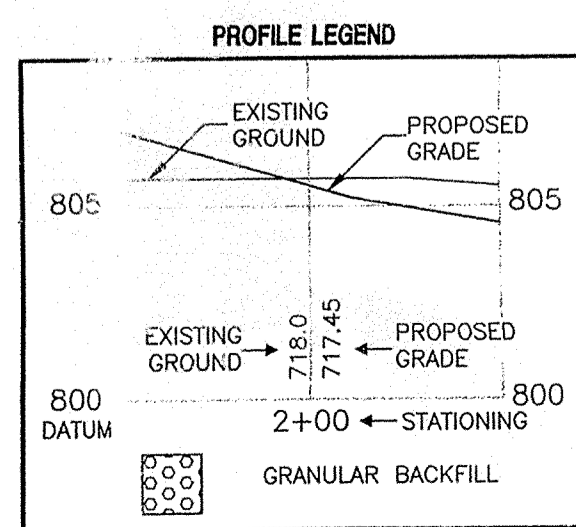 PROFILE LEGEND
EXISTING
GROUND
PROPOSED
GRADE
805
805
EXISTING
GROUND
718.0
717.45
PROPOSED
GRADE
800
800
DATUM
2+00
STATIONING
GRANULAR BACKFILL